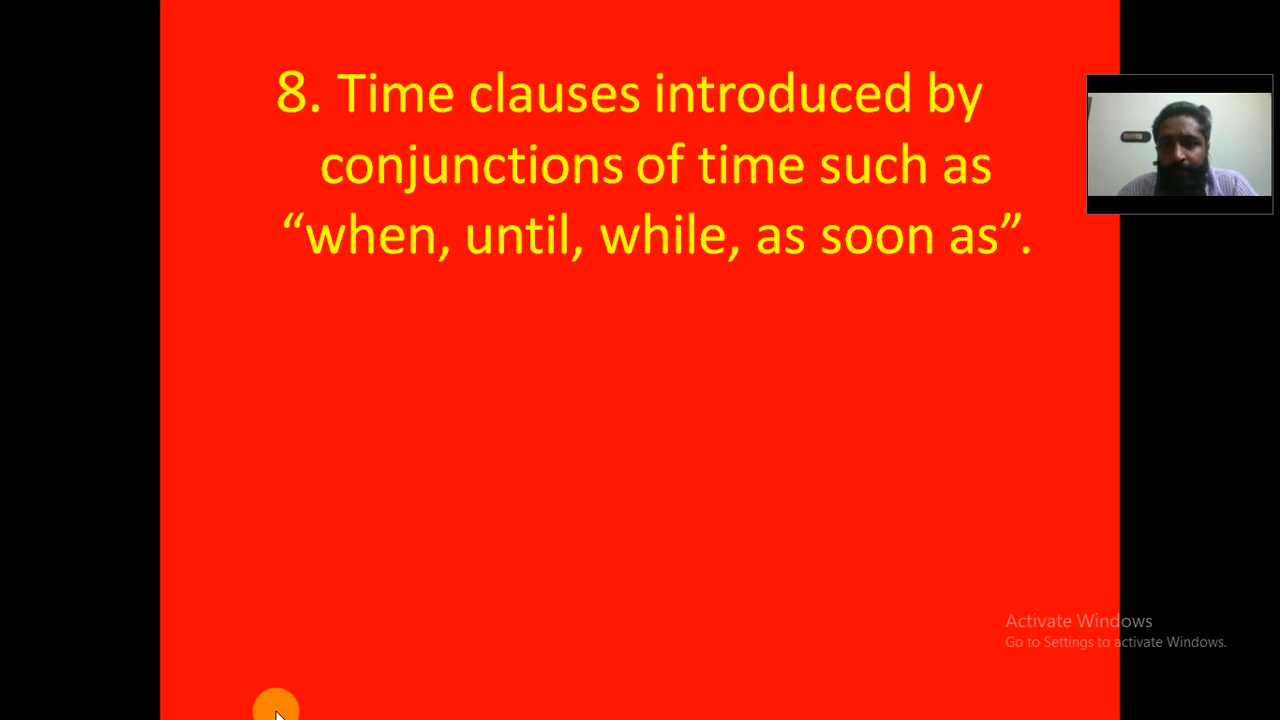 8. Time clauses introduced by
conjunctions of time such as
“when, until, while, as soon as”.
Activate Windows
Go to Settings to activate Windows.